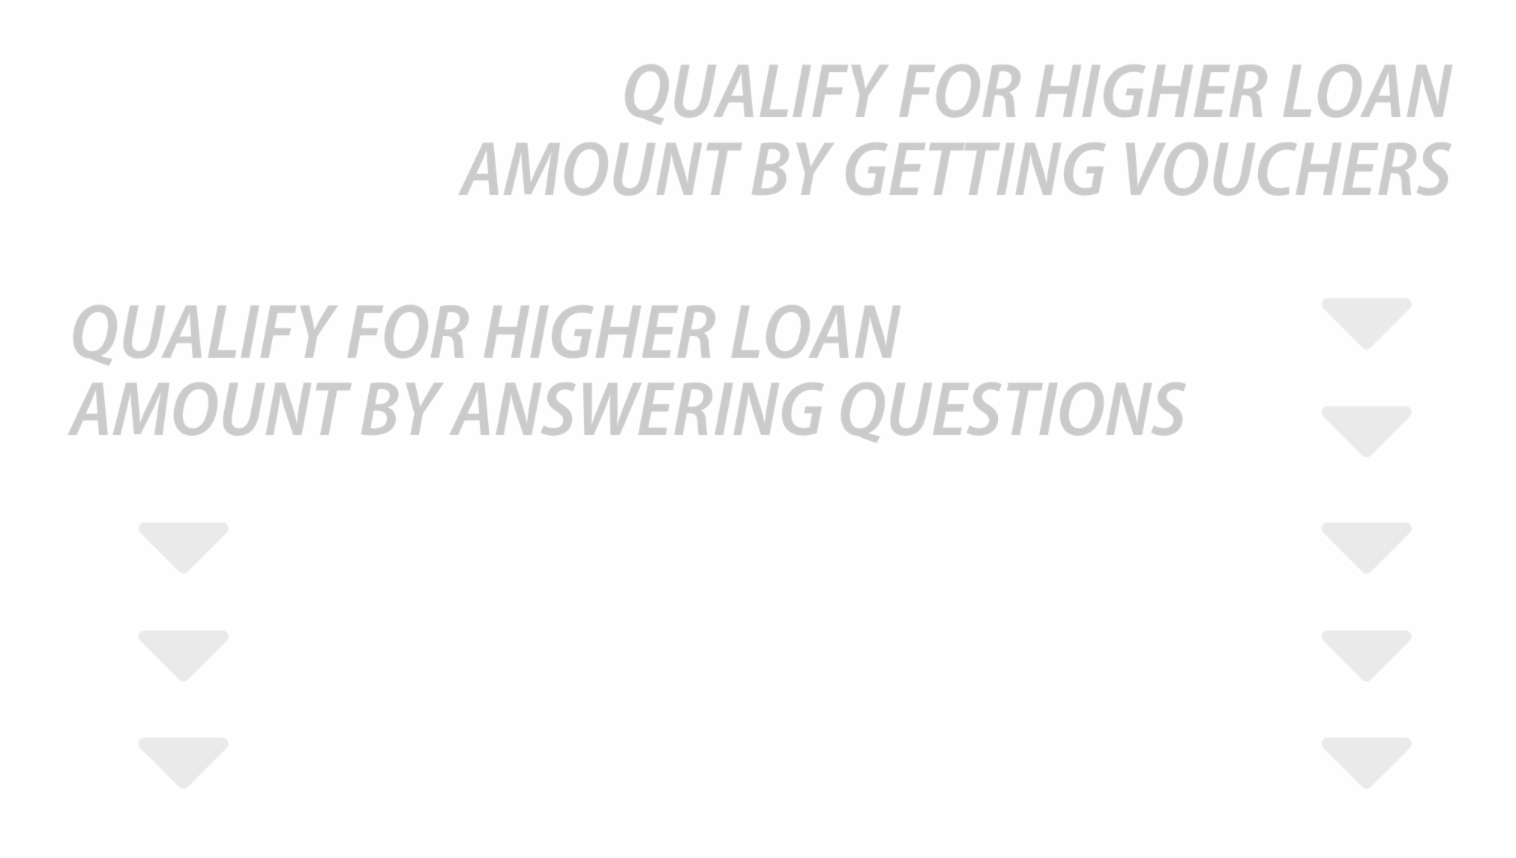 QUALIFY FOR HIGHER LOAN
AMOUNT BY GETTING VOUCHERS
QUALIFY FOR HIGHER LOAN
AMOUNT BY ANSWERING QUESTIONS